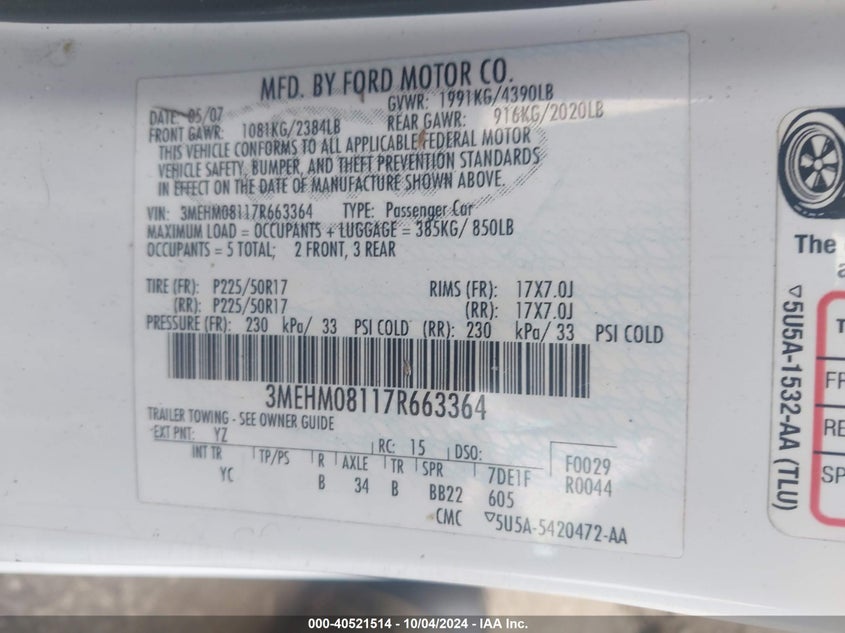 MFD. BY FORD MOTOR CO.
DATE: 05/07 GVWR: 1991KG/4390LB
FRONT GAWR: 1081KG/2384LB REAR GAWR: 916KG/2020LB
THIS VEHICLE CONFORMS TO ALL APPLICABLE FEDERAL MOTOR
VEHICLE SAFETY, BUMPER, AND THEFT PREVENTION STANDARDS
IN EFFECT ON THE DATE OF MANUFACTURE SHOWN ABOVE.
VIN: 3MEHM08117R663364 TYPE: Passenger Car
MAXIMUM LOAD = OCCUPANTS + LUGGAGE = 385KG/ 850LB
OCCUPANTS = 5 TOTAL; 2 FRONT, 3 REAR
TIRE (FR): P225/50R17 RIMS (FR): 17X7.0J
(RR): P225/50R17 (RR): 17X7.0J
PRESSURE (FR): 230 kPa/ 33 PSI COLD (RR): 230 kPa/ 33 PSI COLD
3MEHM08117R663364
TRAILER TOWING - SEE OWNER GUIDE
EXT PNT: YZ RC: 15 DSO: F0029
INT TR TP/PS R AXLE TR SPR 7DE1F R0044
YC B 34 B BB22 605
CMC ▽5U5A-5420472-AA
The
a
▽5U5A-1532-AA (TLU)
T
FR
RE
SP
000-40521514 - 10/04/2024 - IAA Inc.